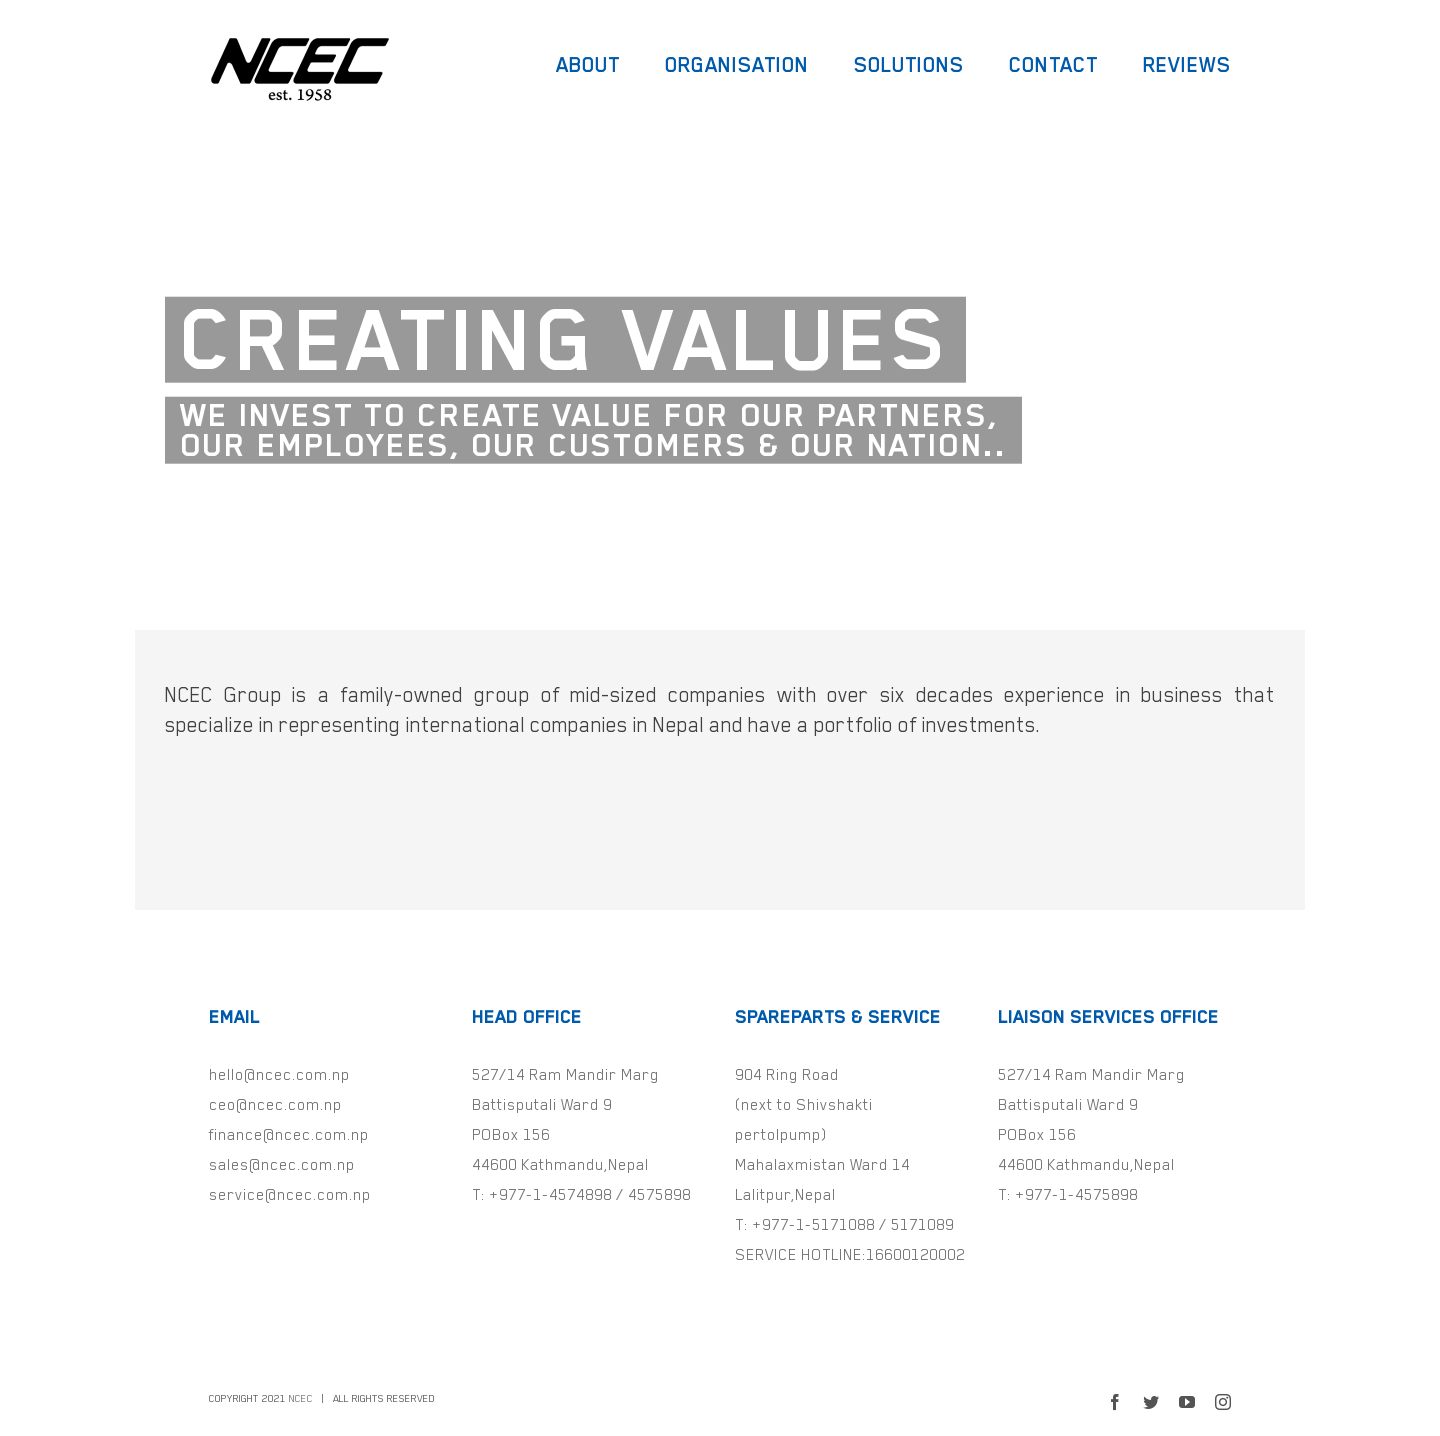 NCEC
est. 1958
ABOUT ORGANISATION SOLUTIONS CONTACT REVIEWS
CREATING VALUES
WE INVEST TO CREATE VALUE FOR OUR PARTNERS,
OUR EMPLOYEES, OUR CUSTOMERS & OUR NATION..
NCEC Group is a family-owned group of mid-sized companies with over six decades experience in business that
specialize in representing international companies in Nepal and have a portfolio of investments.
EMAIL
hello@ncec.com.np
ceo@ncec.com.np
finance@ncec.com.np
sales@ncec.com.np
service@ncec.com.np
HEAD OFFICE
527/14 Ram Mandir Marg
Battisputali Ward 9
POBox 156
44600 Kathmandu,Nepal
T: +977-1-4574898 / 4575898
SPAREPARTS & SERVICE
904 Ring Road
(next to Shivshakti
pertolpump)
Mahalaxmistan Ward 14
Lalitpur,Nepal
T: +977-1-5171088 / 5171089
SERVICE HOTLINE:16600120002
LIAISON SERVICES OFFICE
527/14 Ram Mandir Marg
Battisputali Ward 9
POBox 156
44600 Kathmandu,Nepal
T: +977-1-4575898
COPYRIGHT 2021 NCEC | ALL RIGHTS RESERVED